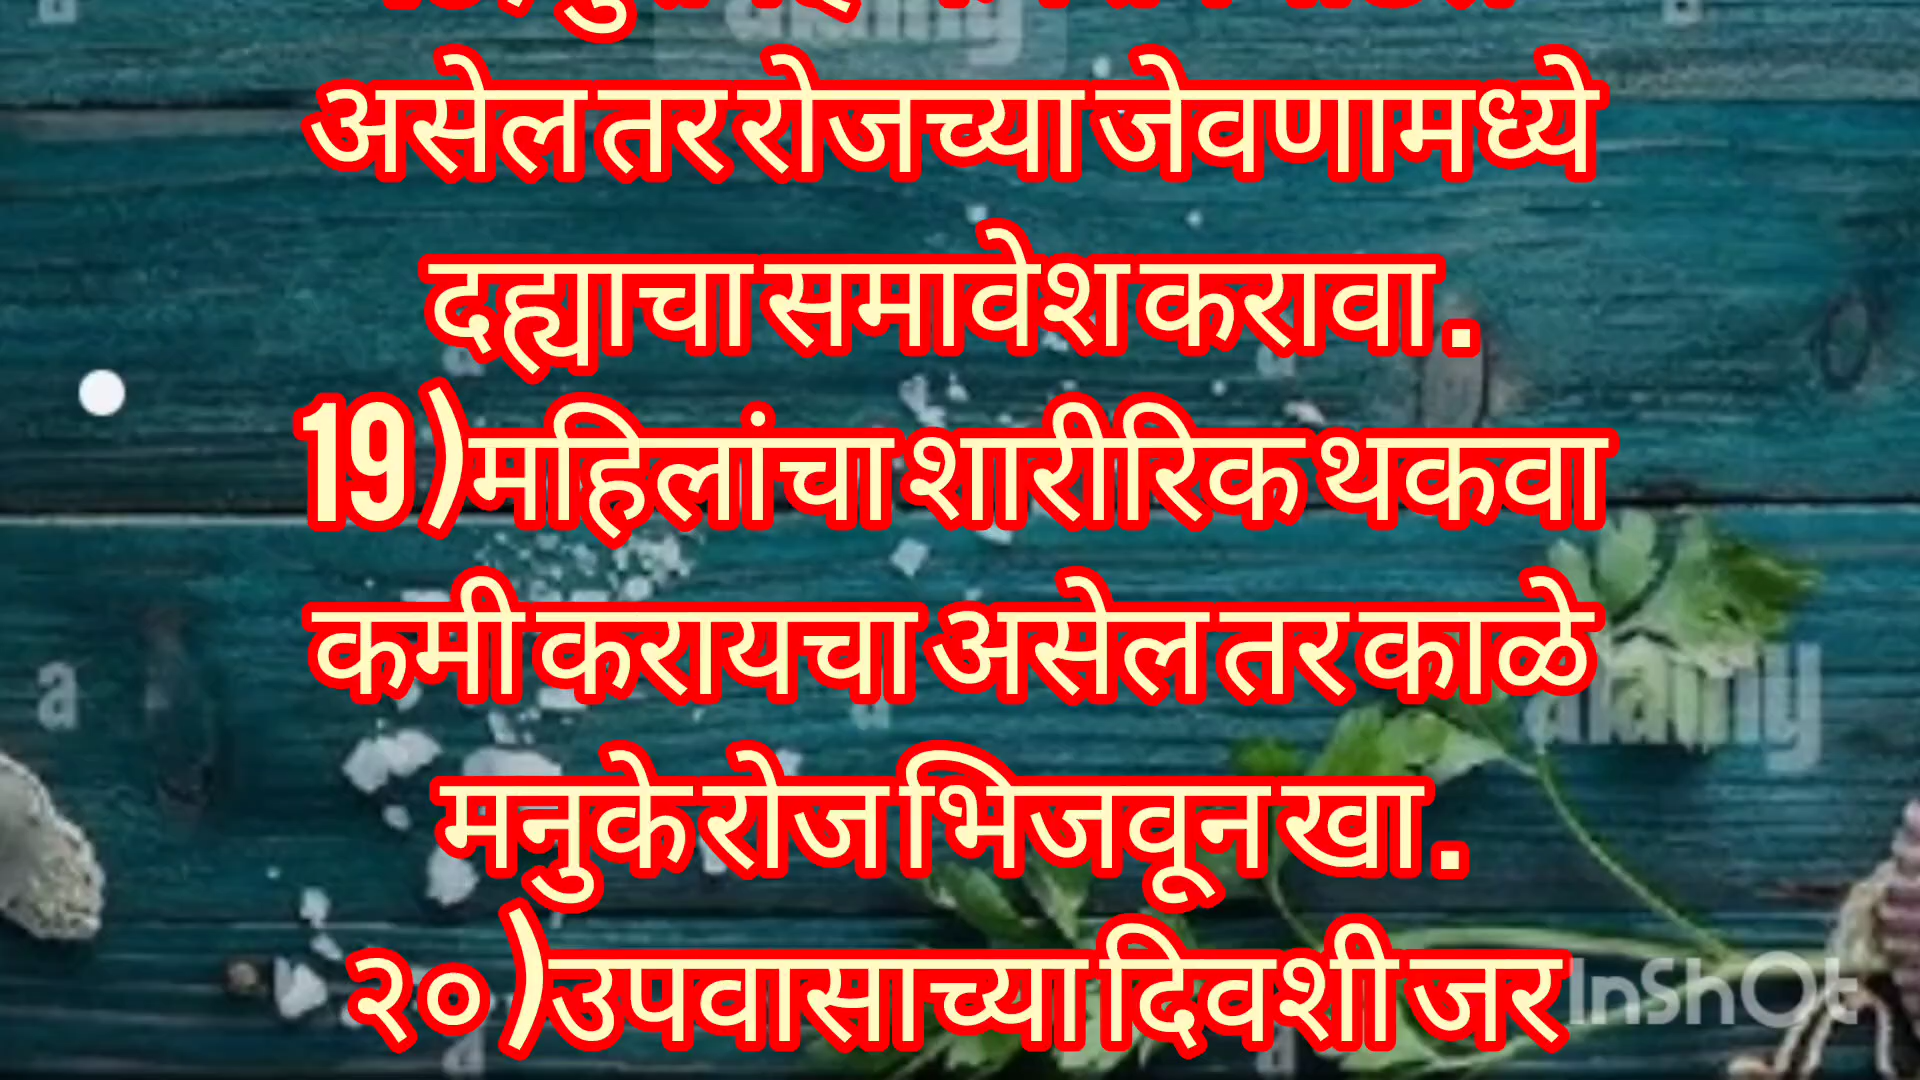 असेल तर रोजच्या जेवणामध्ये
दह्याचा समावेश करावा.
19)महिलांचा शारीरिक थकवा
कमी करायचा असेल तर काळे
मनुके रोज भिजवून खा.
२०)उपवासाच्या दिवशी जर
InShOt
alamy
a
a
a